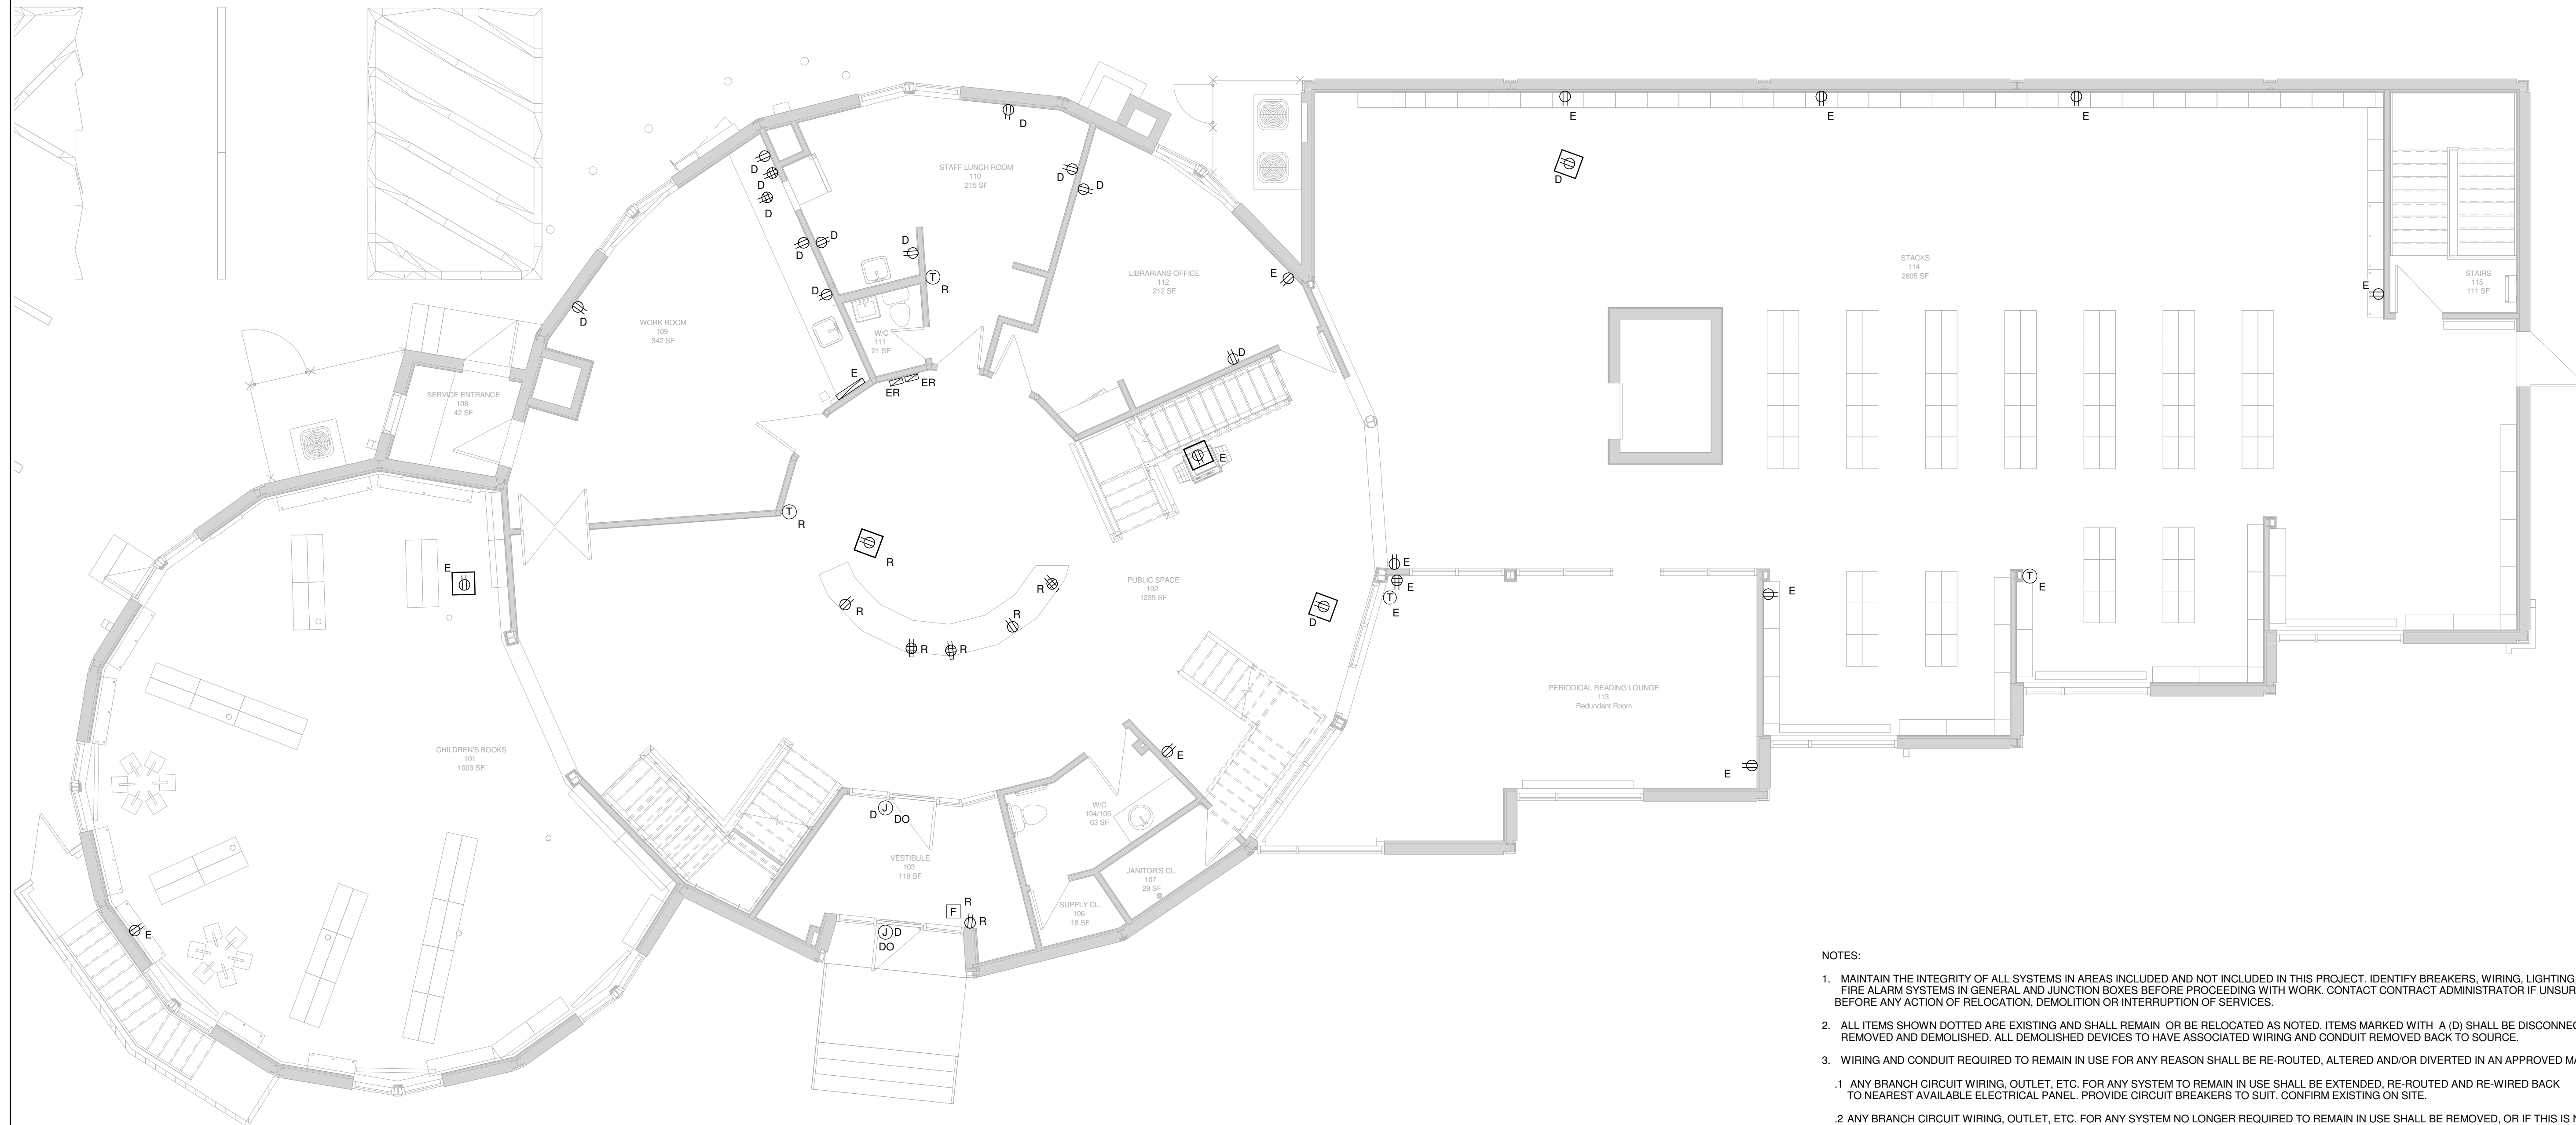 D
E
E
E
STAFF LUNCH ROOM
110
215 SF
D
D
D
D
D
D
D
D
D
D
T
R
D
E
LIBRARIANS OFFICE
112
212 SF
STACKS
114
2805 SF
STAIRS
115
111 SF
E
D
WORK ROOM
109
342 SF
W/C
111
21 SF
D
E
ER
ER
SERVICE ENTRANCE
108
42 SF
E
T
R
R
E
PUBLIC SPACE
102
1239 SF
R
R
R
R
R
D
E
E
T
E
E
T
E
PERIODICAL READING LOUNGE
113
Redundant Room
CHILDREN'S BOOKS
101
1003 SF
E
E
J
D
DO
W/C
104/105
63 SF
VESTIBULE
103
118 SF
JANITOR'S CL.
107
29 SF
SUPPLY CL.
106
18 SF
R
F
R
J
D
DO
E
NOTES:
1. MAINTAIN THE INTEGRITY OF ALL SYSTEMS IN AREAS INCLUDED AND NOT INCLUDED IN THIS PROJECT. IDENTIFY BREAKERS, WIRING, LIGHTING
FIRE ALARM SYSTEMS IN GENERAL AND JUNCTION BOXES BEFORE PROCEEDING WITH WORK. CONTACT CONTRACT ADMINISTRATOR IF
BEFORE ANY ACTION OF RELOCATION, DEMOLITION OR INTERRUPTION OF SERVICES.
2. ALL ITEMS SHOWN DOTTED ARE EXISTING AND SHALL REMAIN OR BE RELOCATED AS NOTED. ITEMS MARKED WITH A (D) SHALL BE
REMOVED AND DEMOLISHED. ALL DEMOLISHED DEVICES TO HAVE ASSOCIATED WIRING AND CONDUIT REMOVED BACK TO SOURCE.
3. WIRING AND CONDUIT REQUIRED TO REMAIN IN USE FOR ANY REASON SHALL BE RE-ROUTED, ALTERED AND/OR DIVERTED IN AN APPROVED
.1 ANY BRANCH CIRCUIT WIRING, OUTLET, ETC. FOR ANY SYSTEM TO REMAIN IN USE SHALL BE EXTENDED, RE-ROUTED AND RE-WIRED BACK
TO NEAREST AVAILABLE ELECTRICAL PANEL. PROVIDE CIRCUIT BREAKERS TO SUIT. CONFIRM EXISTING ON SITE.
.2 ANY BRANCH CIRCUIT WIRING, OUTLET, ETC. FOR ANY SYSTEM NO LONGER REQUIRED TO REMAIN IN USE SHALL BE REMOVED, OR IF THIS IS